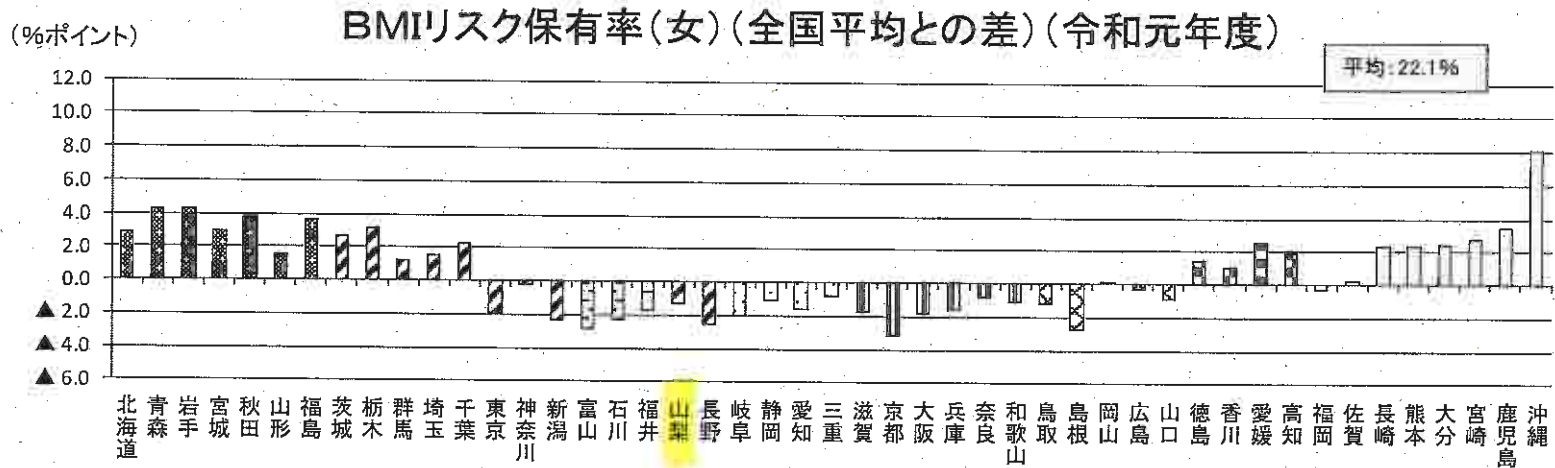 BMIリスク保有率(女)(全国平均との差)(令和元年度)
(%ポイント)
平均:22.1%
12.0
10.0
8.0
6.0
4.0
2.0
0.0
▲ 2.0
▲ 4.0
▲ 6.0
北海道
青森
岩手
宮城
秋田
山形
福島
茨城
栃木
群馬
埼玉
千葉
東京
神奈川
新潟
富山
石川
福井
山梨
長野
岐阜
静岡
愛知
三重
滋賀
京都
大阪
兵庫
奈良
和歌山
鳥取
島根
岡山
広島
山口
徳島
香川
愛媛
高知
福岡
佐賀
長崎
熊本
大分
宮崎
鹿児島
沖縄